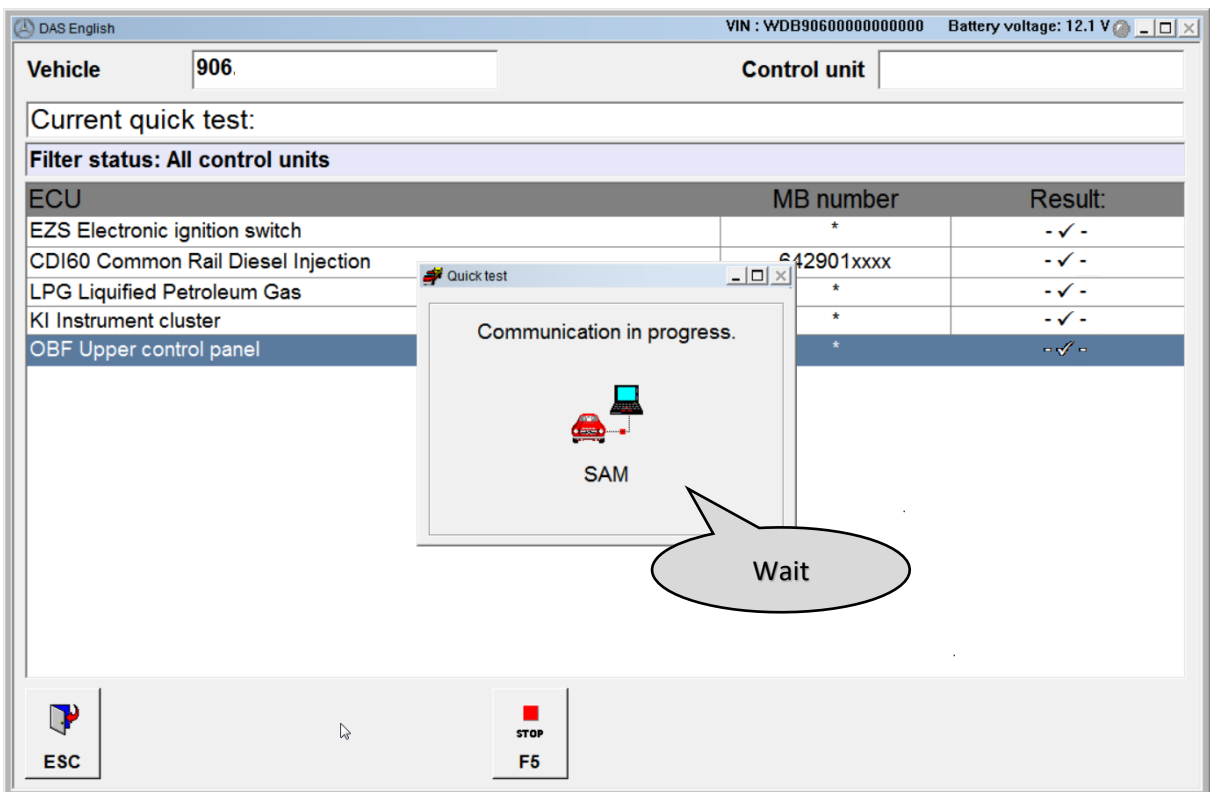 DAS English VIN : WDB90600000000000 Battery voltage: 12.1 V
Vehicle 906. Control unit
Current quick test:
Filter status: All control units
ECU MB number Result:
EZS Electronic ignition switch * - ✓ -
CDI60 Common Rail Diesel Injection 642901xxxx - ✓ -
LPG Liquified Petroleum Gas * - ✓ -
KI Instrument cluster * - ✓ -
OBF Upper control panel * - ✓ -
Quick test
Communication in progress.
SAM
Wait
STOP
ESC F5